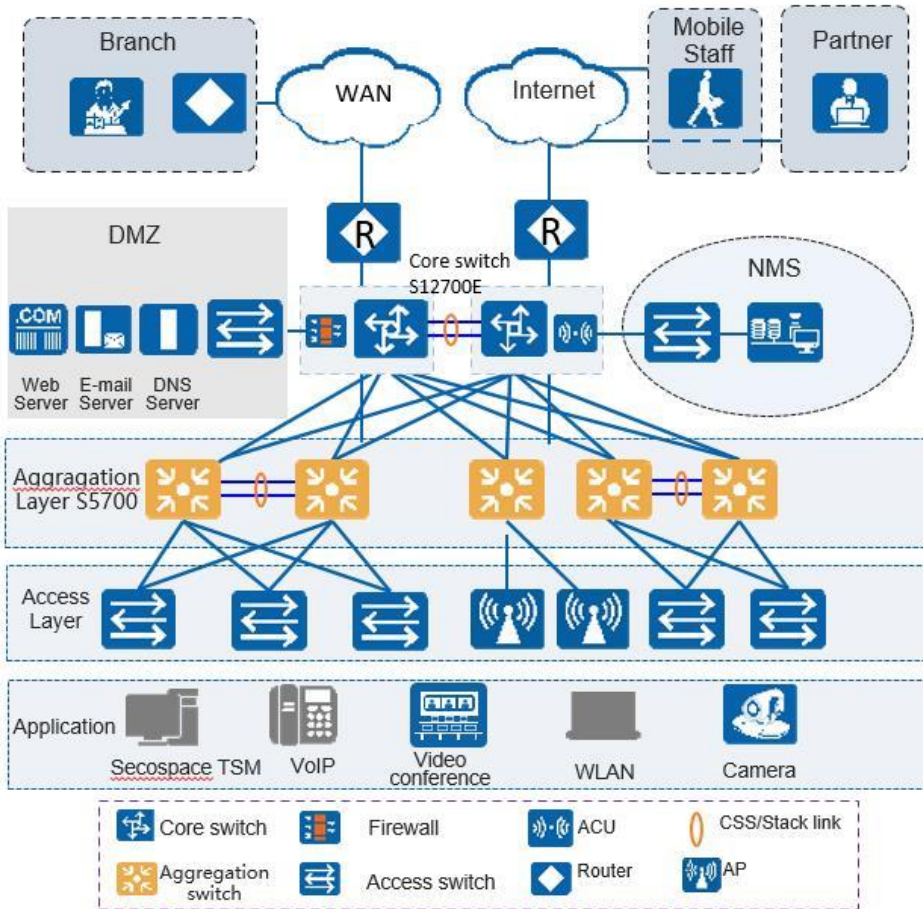 Branch
WAN
Internet
Mobile
Staff
Partner
R
R
DMZ
Core switch
S12700E
NMS
.COM
Web
Server
E-mail
Server
DNS
Server
Aggragation
Layer S5700
Access
Layer
Application
Secospace TSM
VoIP
Video
conference
WLAN
Camera
Core switch
Firewall
ACU
CSS/Stack link
Aggregation
switch
Access switch
Router
AP